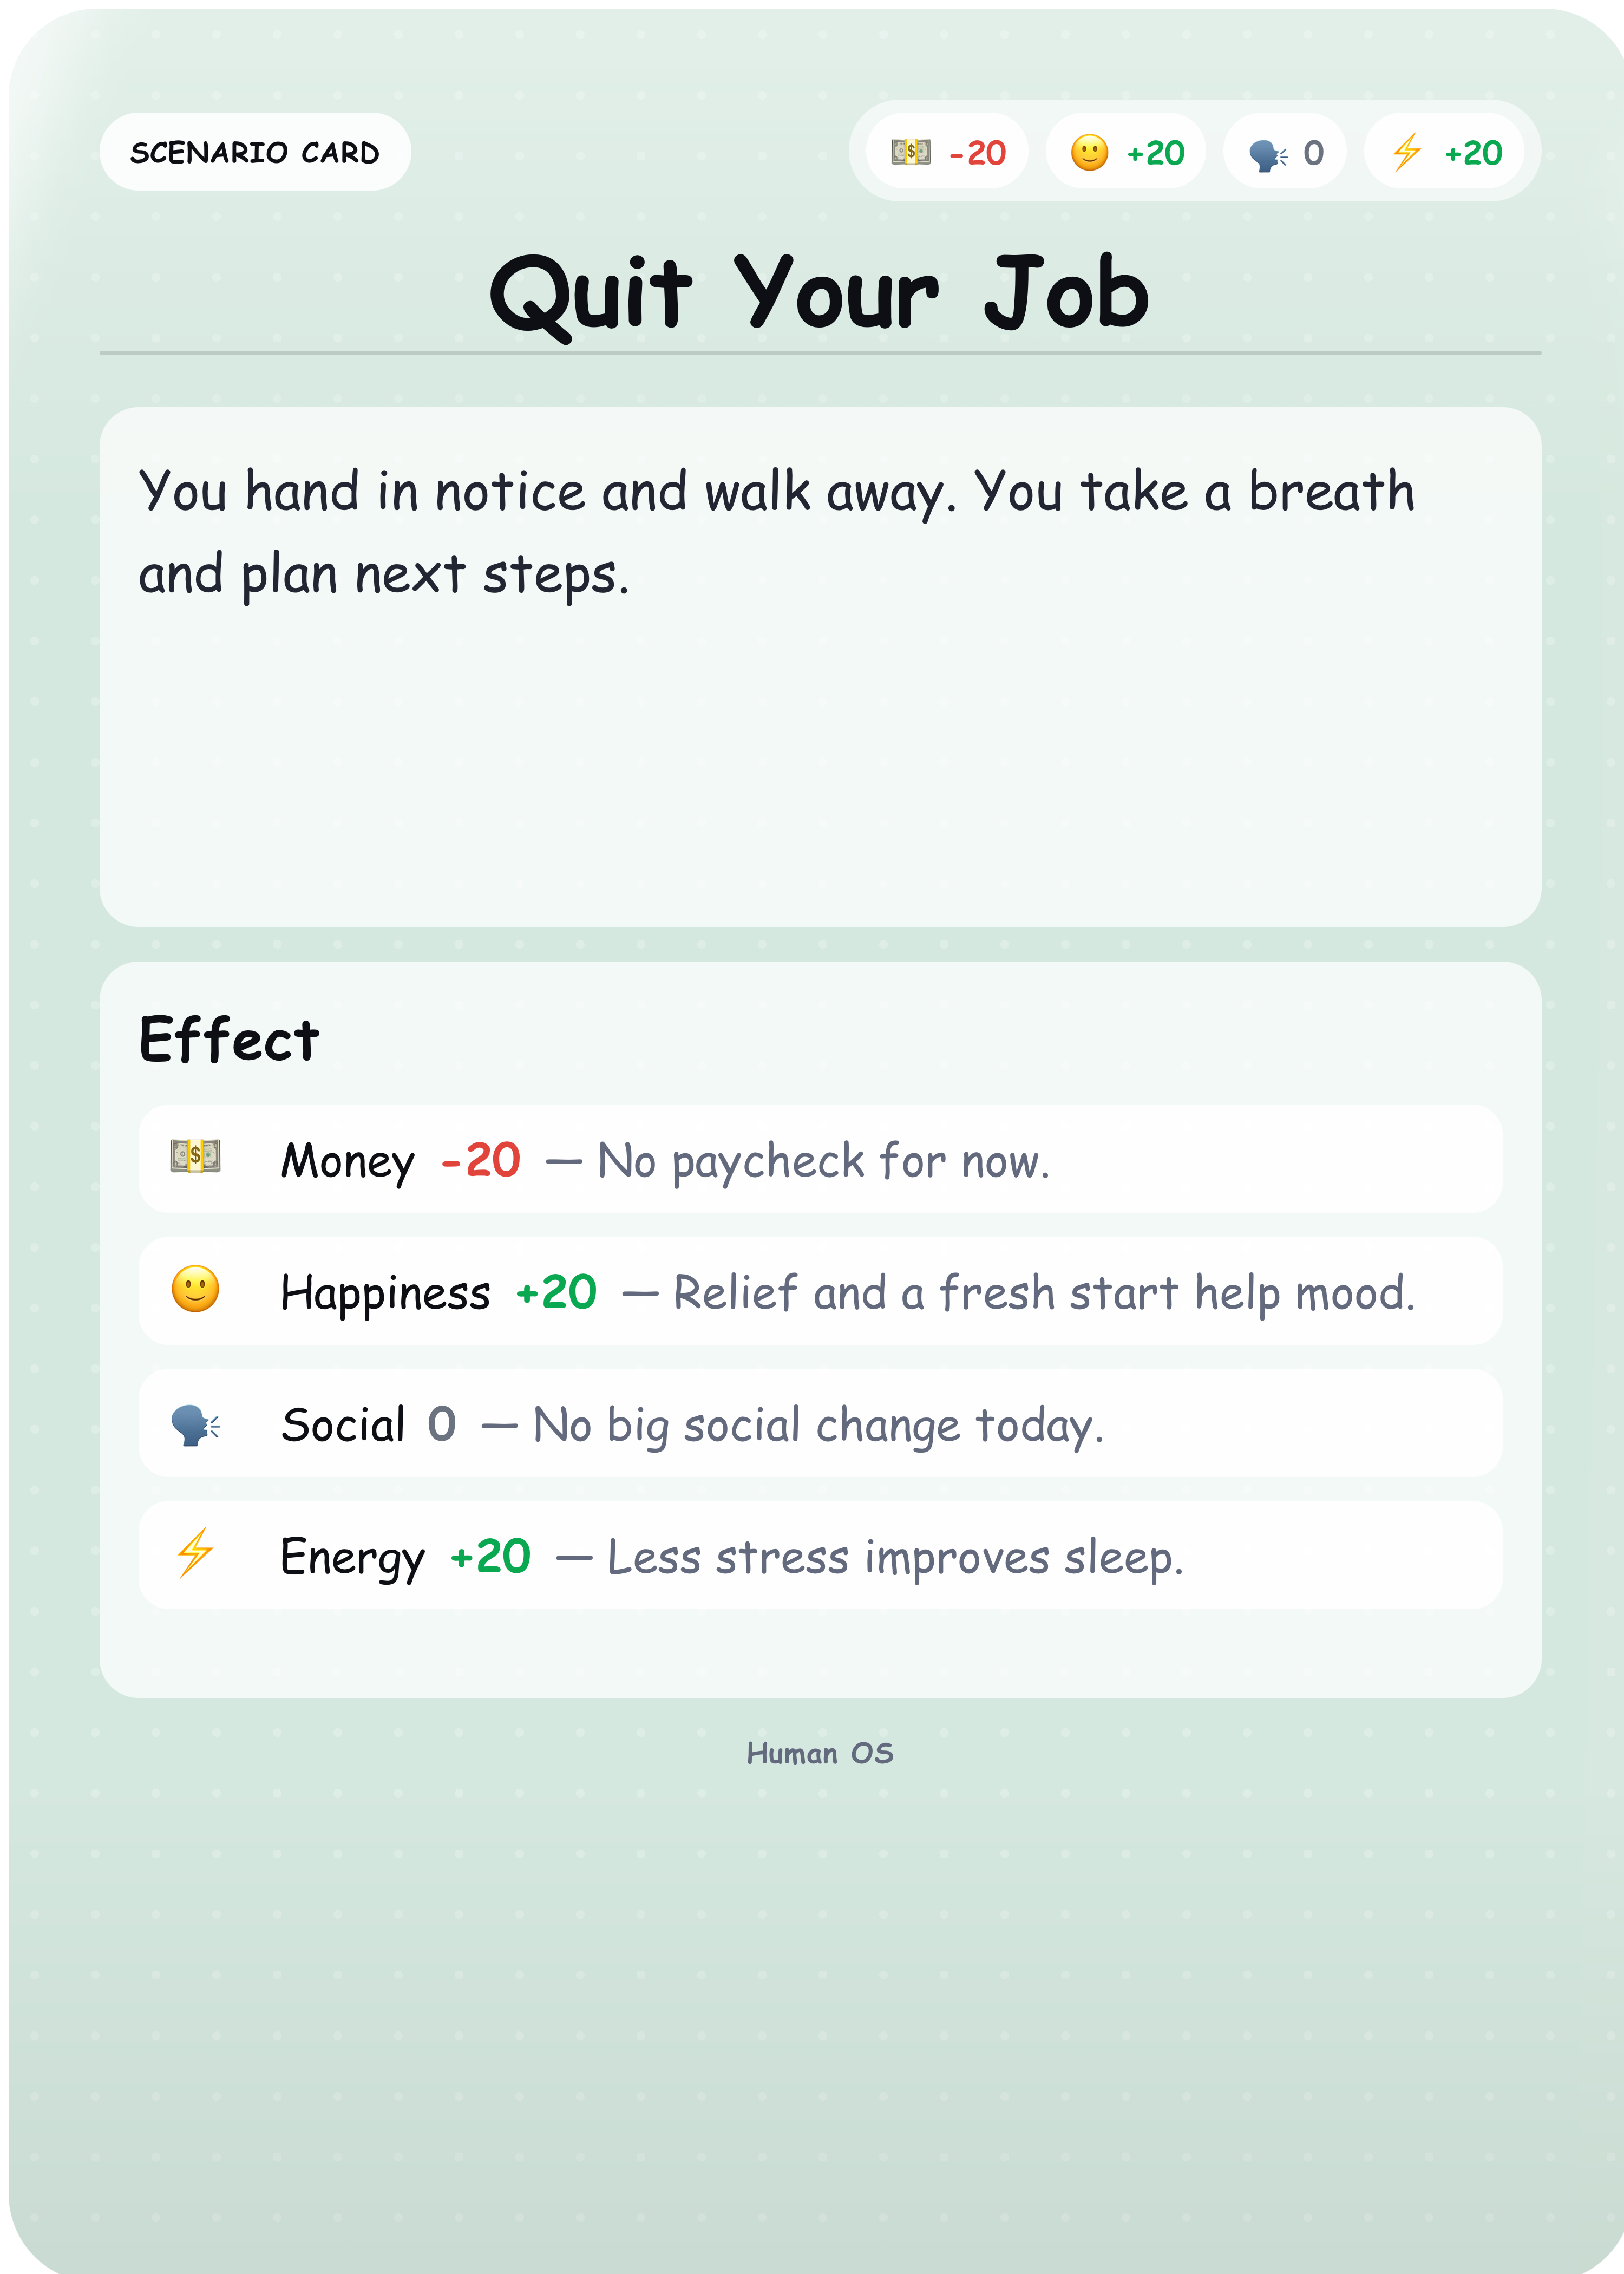 SCENARIO CARD
-20 +20 0 +20
Quit Your Job
You hand in notice and walk away. You take a breath
and plan next steps.
Effect
Money -20 — No paycheck for now.
Happiness +20 — Relief and a fresh start help mood.
Social 0 — No big social change today.
Energy +20 — Less stress improves sleep.
Human OS